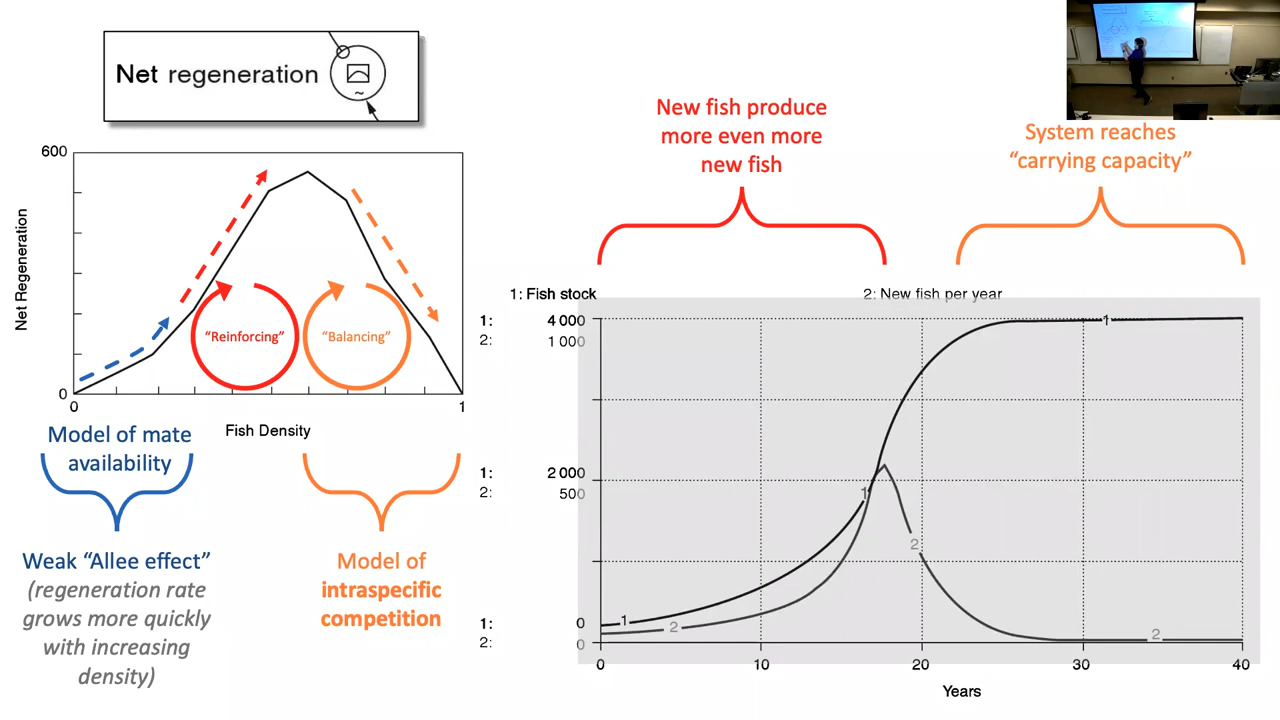 Net regeneration
~
600
0
0
1
Net Regeneration
Fish Density
"Reinforcing"
"Balancing"
Model of mate
availability
Weak "Allee effect"
(regeneration rate
grows more quickly
with increasing
density)
Model of
intraspecific
competition
New fish produce
more even more
new fish
System reaches
"carrying capacity"
1: Fish stock
2: New fish per year
1:
4 000
2:
1 000
1:
2 000
2:
500
1:
0
2:
0
1
1
1
2
2
2
0
10
20
30
40
Years